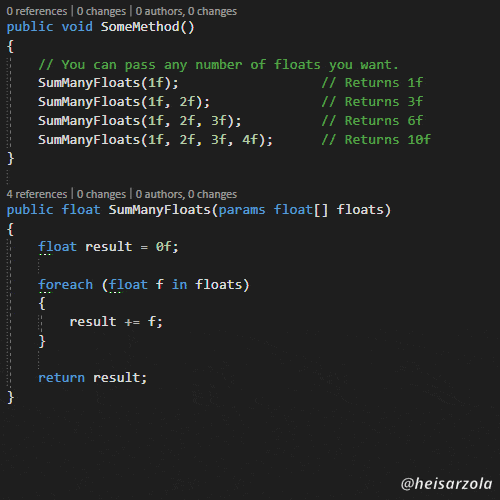 0 references | 0 changes | 0 authors, 0 changes
public void SomeMethod()
{
    // You can pass any number of floats you want.
    SumManyFloats(1f);                  // Returns 1f
    SumManyFloats(1f, 2f);              // Returns 3f
    SumManyFloats(1f, 2f, 3f);          // Returns 6f
    SumManyFloats(1f, 2f, 3f, 4f);      // Returns 10f
}
4 references | 0 changes | 0 authors, 0 changes
public float SumManyFloats(params float[] floats)
{
    float result = 0f;
    foreach (float f in floats)
    {
        result += f;
    }
    return result;
}
@heisarzola